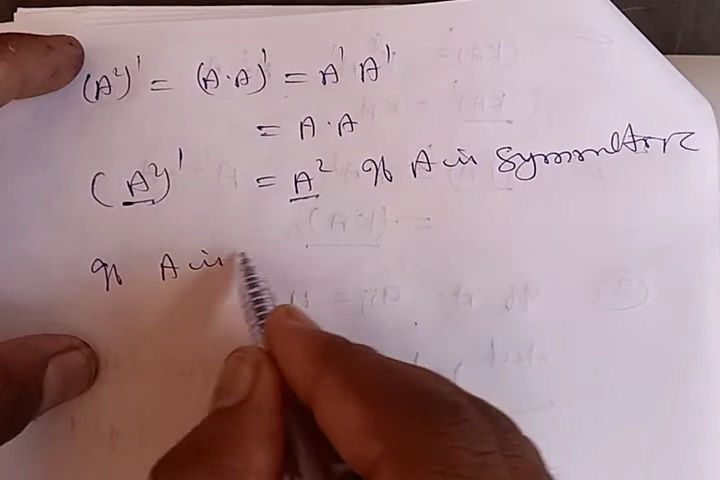 (A²)' = (A·A)' = A' A'
= A·A
(A²)' = A² If A is symmetric
If A is